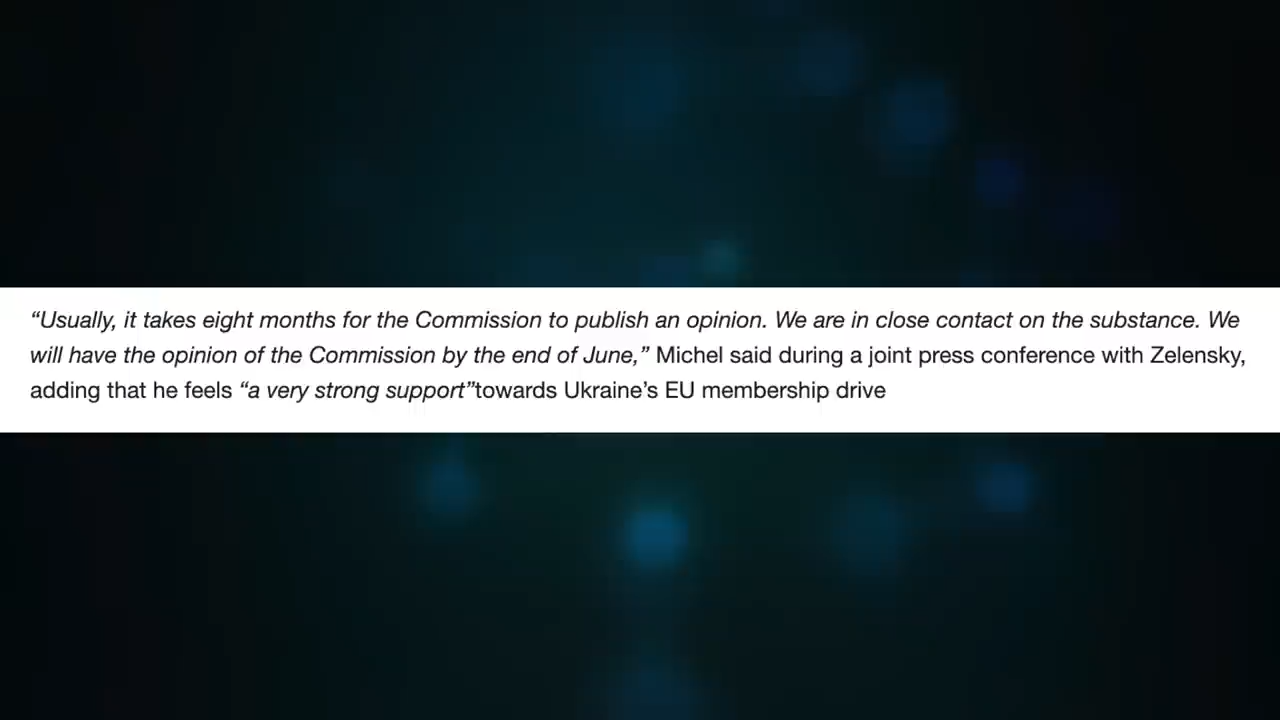 “Usually, it takes eight months for the Commission to publish an opinion. We are in close contact on the substance. We
will have the opinion of the Commission by the end of June,” Michel said during a joint press conference with Zelensky,
adding that he feels “a very strong support”towards Ukraine’s EU membership drive